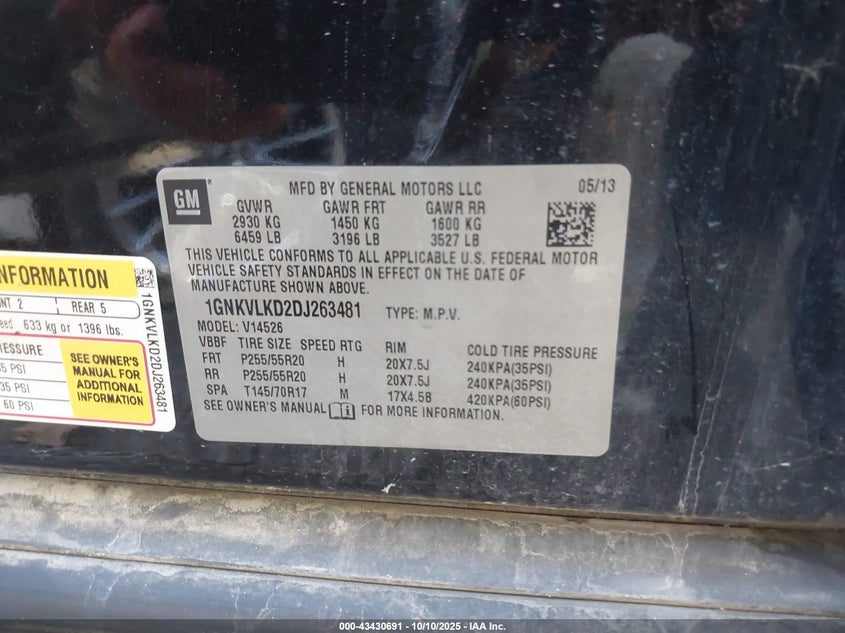 GM
MFD BY GENERAL MOTORS LLC 05/13
GVWR GAWR FRT GAWR RR
2930 KG 1450 KG 1600 KG
6459 LB 3196 LB 3527 LB
THIS VEHICLE CONFORMS TO ALL APPLICABLE U.S. FEDERAL MOTOR
VEHICLE SAFETY STANDARDS IN EFFECT ON THE DATE OF
MANUFACTURE SHOWN ABOVE.
1GNKVLKD2DJ263481 TYPE: M.P.V.
MODEL: V14526
VBBF TIRE SIZE SPEED RTG RIM COLD TIRE PRESSURE
FRT P255/55R20 H 20X7.5J 240KPA(35PSI)
RR P255/55R20 H 20X7.5J 240KPA(35PSI)
SPA T145/70R17 M 17X4.5B 420KPA(60PSI)
SEE OWNER'S MANUAL FOR MORE INFORMATION.
INFORMATION
2 REAR 5
633 kg or 1396 lbs.
PSI
35 PSI
60 PSI
SEE OWNER'S
MANUAL FOR
ADDITIONAL
INFORMATION
1GNKVLKD2DJ263481
000-43430691 - 10/10/2025 - IAA Inc.